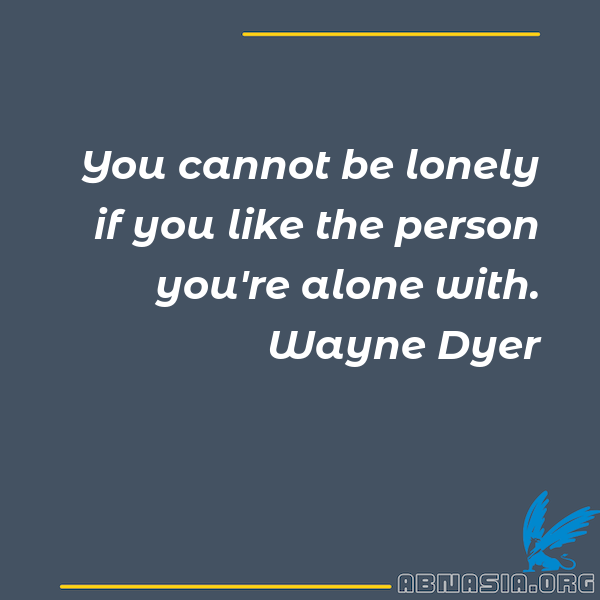 You cannot be lonely
if you like the person
you're alone with.
Wayne Dyer
ABNASIA.ORG